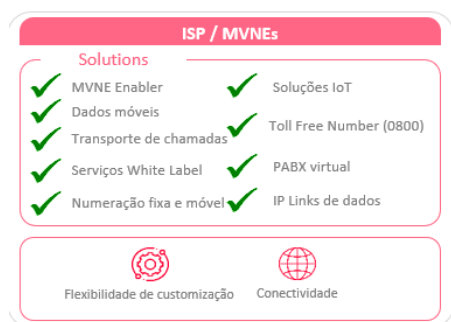 ISP / MVNEs
Solutions
MVNE Enabler
Dados móveis
Transporte de chamadas
Serviços White Label
Numeração fixa e móvel
Soluções IoT
Toll Free Number (0800)
PABX virtual
IP Links de dados
Flexibilidade de customização
Conectividade